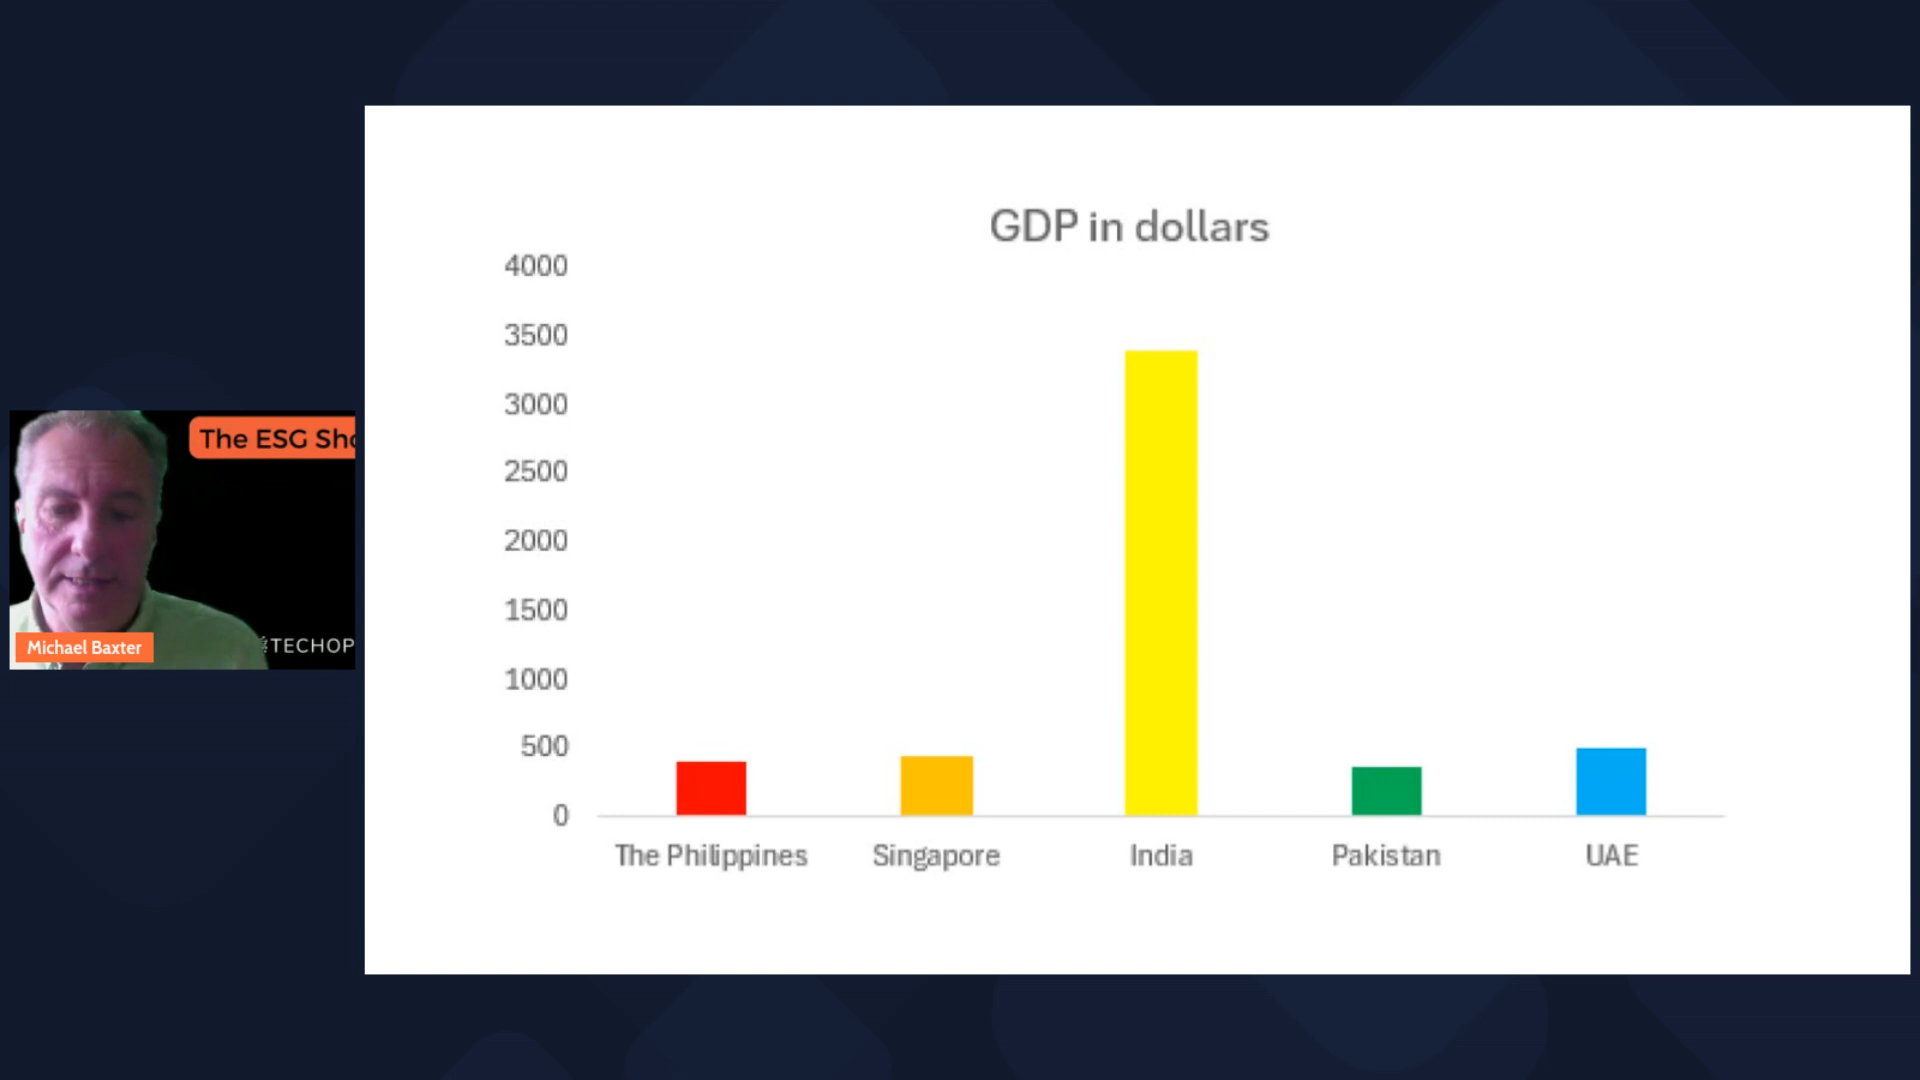 The ESG Sho
Michael Baxter
TECHOP
GDP in dollars
4000
3500
3000
2500
2000
1500
1000
500
0
The Philippines Singapore India Pakistan UAE